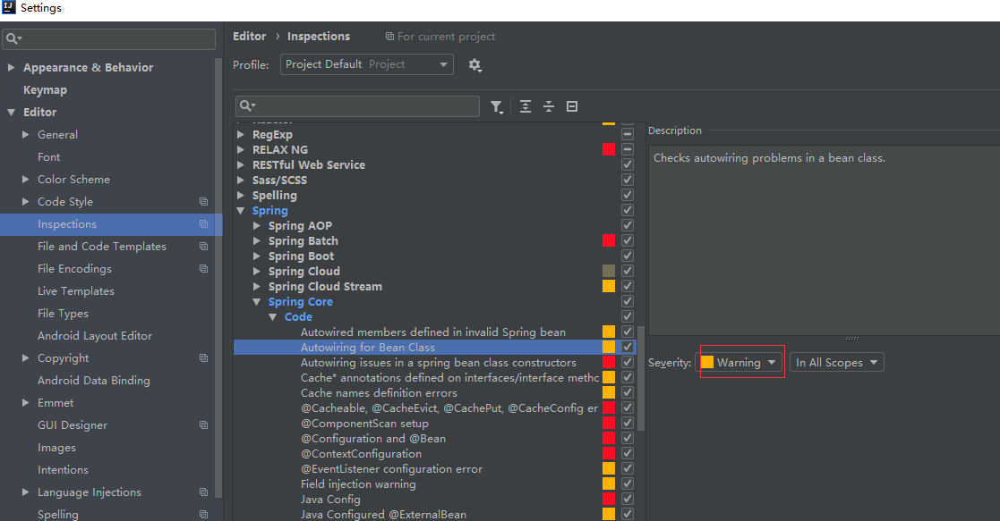 Settings
Appearance & Behavior
Keymap
Editor
General
Font
Color Scheme
Code Style
Inspections
File and Code Templates
File Encodings
Live Templates
File Types
Android Layout Editor
Copyright
Android Data Binding
Emmet
GUI Designer
Images
Intentions
Language Injections
Spelling
Editor › Inspections For current project
Profile: Project Default Project
RegExp
RELAX NG
RESTful Web Service
Sass/SCSS
Spelling
Spring
Spring AOP
Spring Batch
Spring Boot
Spring Cloud
Spring Cloud Stream
Spring Core
Code
Autowired members defined in invalid Spring bean
Autowiring for Bean Class
Autowiring issues in a spring bean class constructors
Cache* annotations defined on interfaces/interface methc
Cache names definition errors
@Cacheable, @CacheEvict, @CachePut, @CacheConfig er
@ComponentScan setup
@Configuration and @Bean
@ContextConfiguration
@EventListener configuration error
Field injection warning
Java Config
Java Configured @ExternalBean
Description
Checks autowiring problems in a bean class.
Severity: Warning In All Scopes